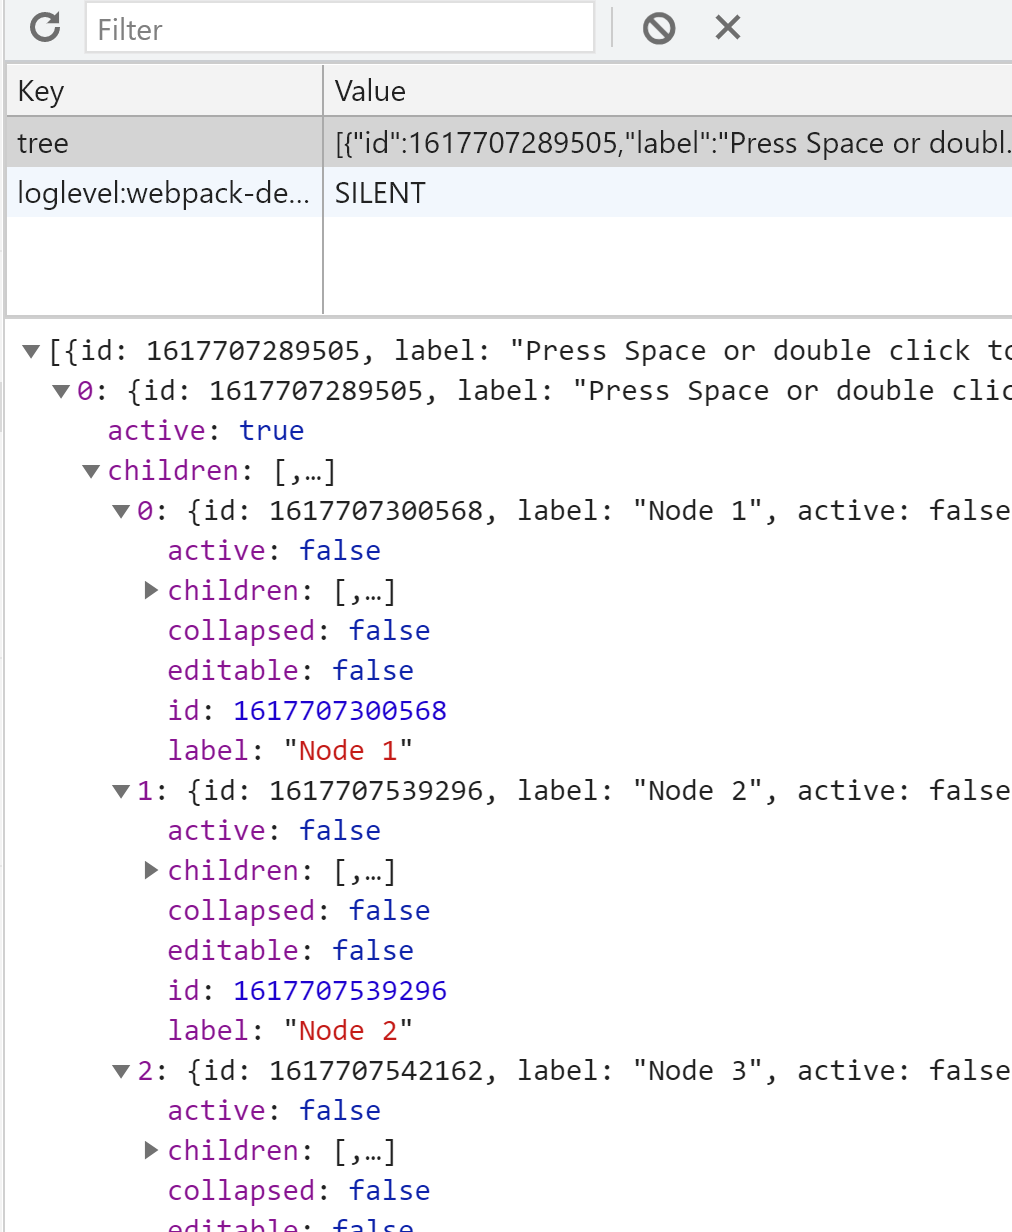 Filter
Key Value
tree [{"id":1617707289505,"label":"Press Space or doubl...
loglevel:webpack-de... SILENT
[{id: 1617707289505, label: "Press Space or double click to
0: {id: 1617707289505, label: "Press Space or double clic
active: true
children: [,…]
0: {id: 1617707300568, label: "Node 1", active: false
active: false
children: [,…]
collapsed: false
editable: false
id: 1617707300568
label: "Node 1"
1: {id: 1617707539296, label: "Node 2", active: false
active: false
children: [,…]
collapsed: false
editable: false
id: 1617707539296
label: "Node 2"
2: {id: 1617707542162, label: "Node 3", active: false
active: false
children: [,…]
collapsed: false
editable: false